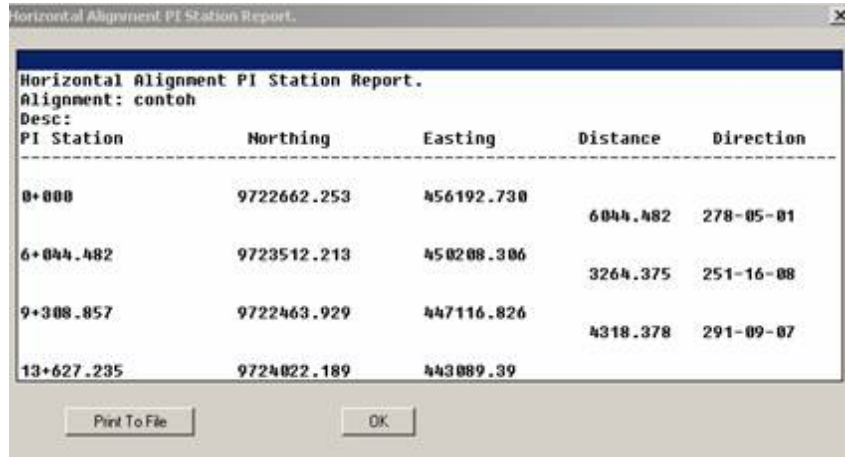 Horizontal Alignment PI Station Report.
Horizontal Alignment PI Station Report.
Alignment: contoh
Desc:
PI Station Northing Easting Distance Direction
0+000 9722662.253 456192.730
6044.482 278-05-01
6+044.482 9723512.213 450208.306
3264.375 251-16-08
9+308.857 9722463.929 447116.826
4318.378 291-09-07
13+627.235 9724022.189 443089.39
Print To File OK